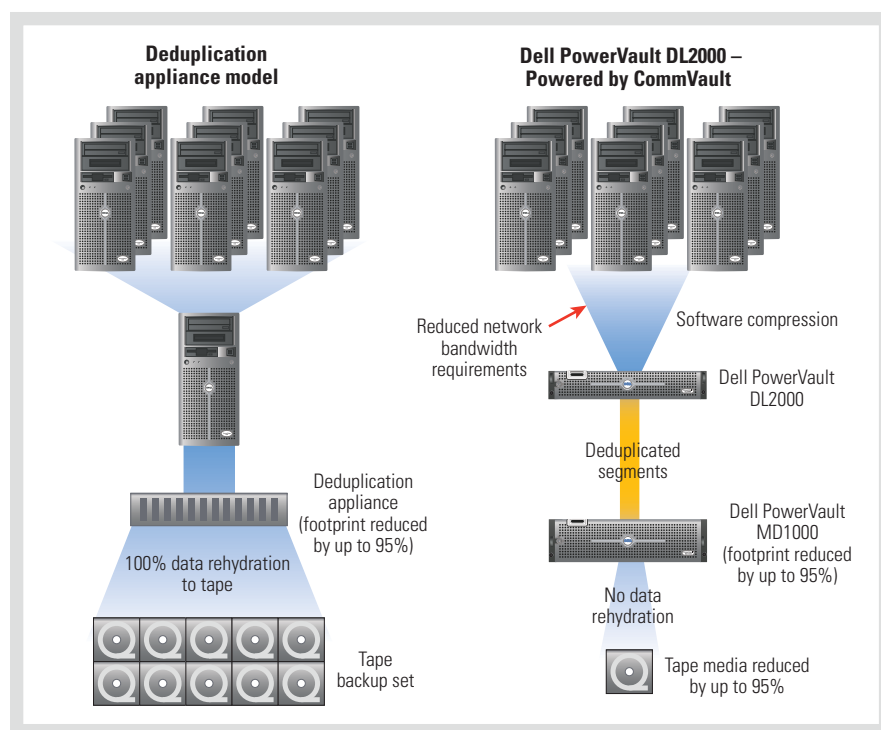 Deduplication
appliance model
Dell PowerVault DL2000 –
Powered by CommVault
Reduced network
bandwidth
requirements
Software compression
Dell PowerVault
DL2000
Deduplicated
segments
Deduplication
appliance
(footprint reduced
by up to 95%)
Dell PowerVault
MD1000
(footprint reduced
by up to 95%)
100% data rehydration
to tape
No data
rehydration
Tape
backup set
Tape media reduced
by up to 95%